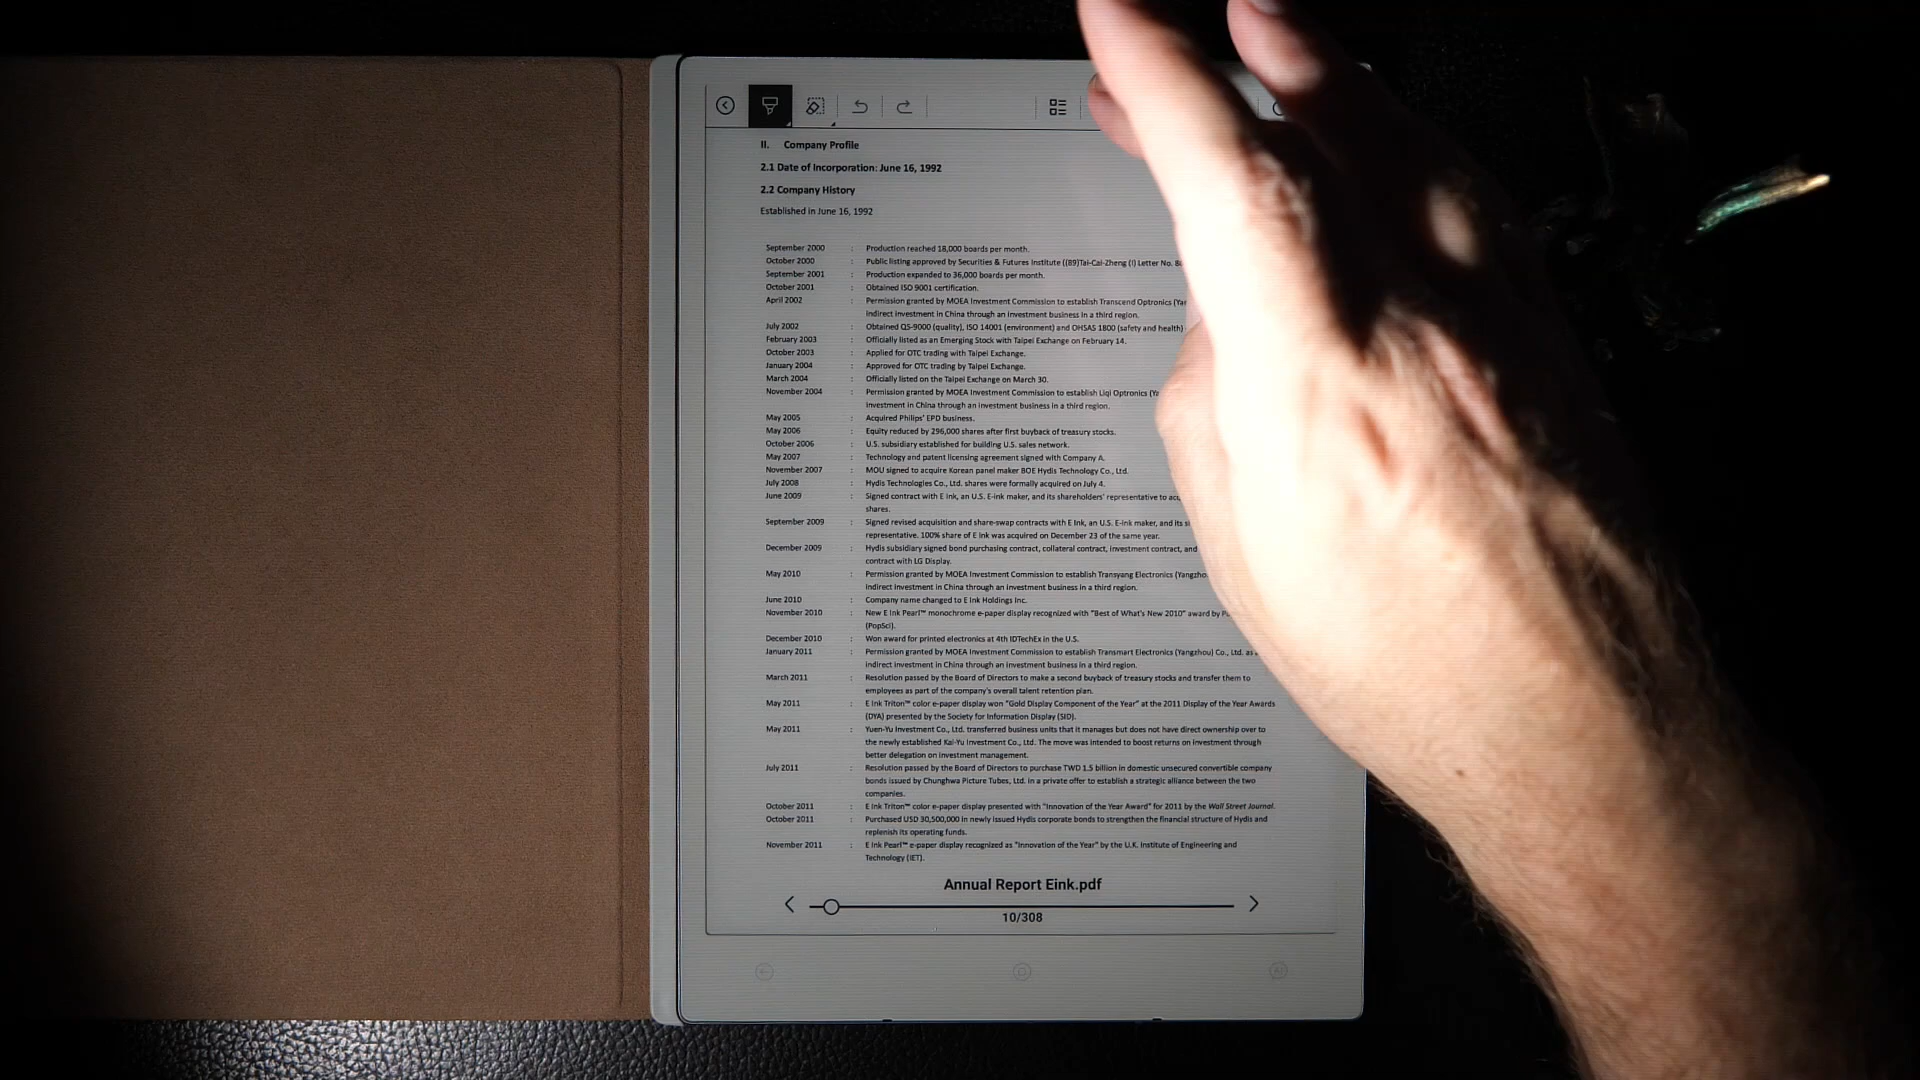 II. Company Profile
2.1 Date of Incorporation: June 16, 1992
2.2 Company History
Established in June 16, 1992
September 2000 : Production reached 18,000 boards per month.
October 2000 : Public listing approved by Securities & Futures Institute ((89)Tai-Cai-Zheng (I) Letter No.
September 2001 : Production expanded to 36,000 boards per month.
October 2001 : Obtained ISO 9001 certification.
April 2002 : Permission granted by MOEA Investment Commission to establish Transcend Optronics
indirect investment in China through an investment business in a third region.
July 2002 : Obtained QS-9000 (quality), ISO 14001 (environment) and OHSAS 1800 (safety and health)
February 2003 : Officially listed as an Emerging Stock with Taipei Exchange on February 14.
October 2003 : Applied for OTC trading with Taipei Exchange.
January 2004 : Approved for OTC trading by Taipei Exchange.
March 2004 : Officially listed on the Taipei Exchange on March 30.
November 2004 : Permission granted by MOEA Investment Commission to establish Liqi Optronics
investment in China through an investment business in a third region.
May 2005 : Acquired Philips' EPD business.
May 2006 : Equity reduced by 296,000 shares after first buyback of treasury stocks.
October 2006 : U.S. subsidiary established for building U.S. sales network.
May 2007 : Technology and patent licensing agreement signed with Company A.
November 2007 : MOU signed to acquire Korean panel maker BOE Hydis Technology Co., Ltd.
July 2008 : Hydis Technologies Co., Ltd. shares were formally acquired on July 4.
June 2009 : Signed contract with E Ink, an U.S. E-ink maker, and its shareholders' representative to
shares.
September 2009 : Signed revised acquisition and share-swap contracts with E Ink, an U.S. E-ink maker, and its
representative. 100% share of E Ink was acquired on December 23 of the same year.
December 2009 : Hydis subsidiary signed bond purchasing contract, collateral contract, investment contract, and
contract with LG Display.
May 2010 : Permission granted by MOEA Investment Commission to establish Transyang Electronics
indirect investment in China through an investment business in a third region.
June 2010 : Company name changed to E Ink Holdings Inc.
November 2010 : New E Ink Pearl™ monochrome e-paper display recognized with "Best of What's New 2010" award by
(PopSci).
December 2010 : Won award for printed electronics at 4th IDTechEx in the U.S.
January 2011 : Permission granted by MOEA Investment Commission to establish Transmart Electronics (Yangzhou) Co., Ltd. as
indirect investment in China through an investment business in a third region.
March 2011 : Resolution passed by the Board of Directors to make a second buyback of treasury stocks and transfer them to
employees as part of the company's overall talent retention plan.
May 2011 : E Ink Triton™ color e-paper display won "Gold Display Component of the Year" at the 2011 Display of the Year Awards
(DYA) presented by the Society for Information Display (SID).
May 2011 : Yuen-Yu Investment Co., Ltd. transferred business units that it manages but does not have direct ownership over to
the newly established Kai-Yu Investment Co., Ltd. The move was intended to boost returns on investment through
better delegation on investment management.
July 2011 : Resolution passed by the Board of Directors to purchase TWD 1.5 billion in domestic unsecured convertible company
bonds issued by Chunghwa Picture Tubes, Ltd. in a private offer to establish a strategic alliance between the two
companies.
October 2011 : E Ink Triton™ color e-paper display presented with "Innovation of the Year Award" for 2011 by the Wall Street Journal.
October 2011 : Purchased USD 30,500,000 in newly issued Hydis corporate bonds to strengthen the financial structure of Hydis and
replenish its operating funds.
November 2011 : E Ink Pearl™ e-paper display recognized as "Innovation of the Year" by the U.K. Institute of Engineering and
Technology (IET).
Annual Report Eink.pdf
10/308